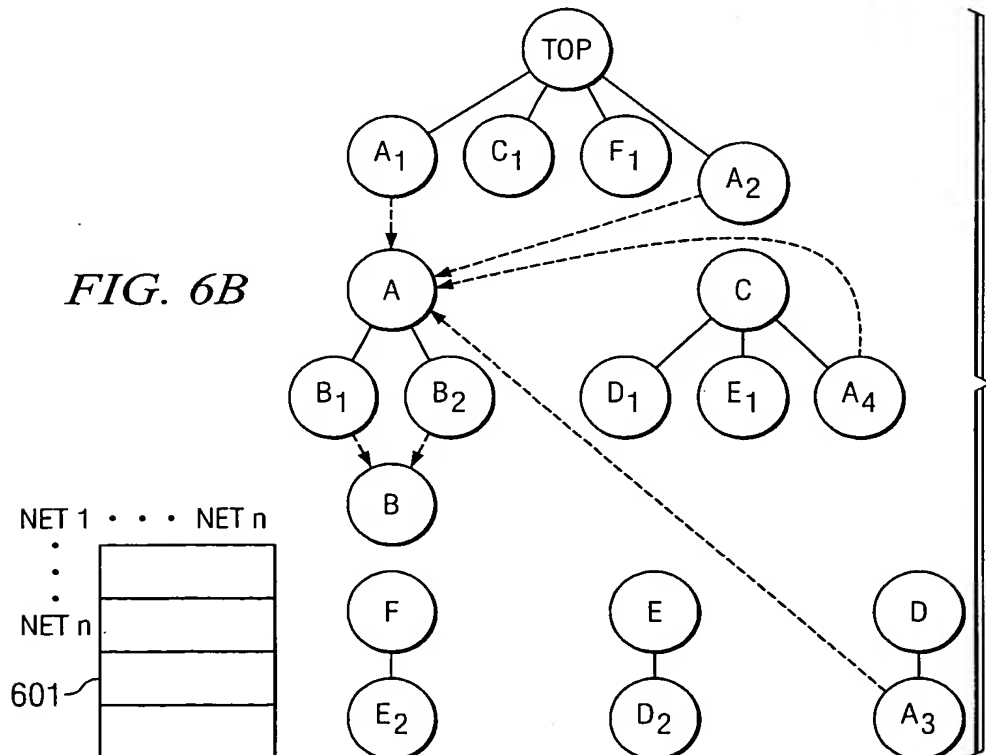 TOP
A1 C1 F1 A2
FIG. 6B
A C
B1 B2 D1 E1 A4
B
NET 1 · · · NET n
NET n
F E D
601
E2 D2 A3